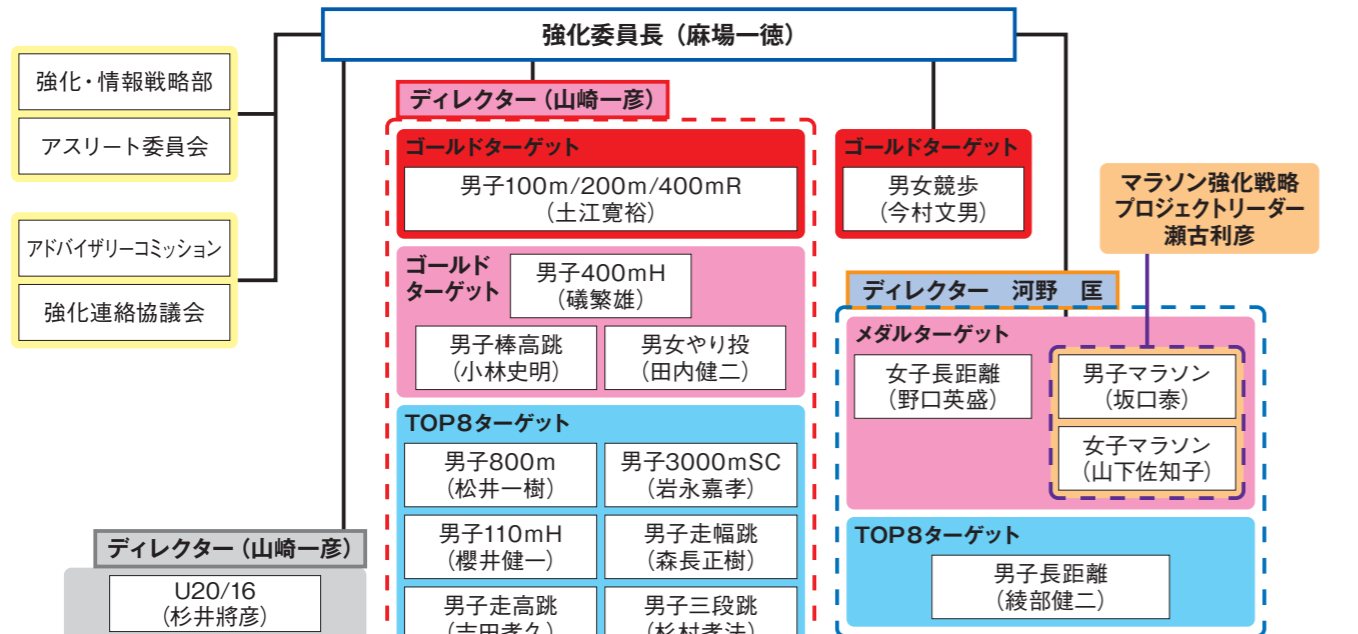 強化委員長（麻場一徳）
強化・情報戦略部
アスリート委員会
アドバイザリーコミッション
強化連絡協議会
ディレクター（山崎一彦）
ゴールドターゲット
男子100m/200m/400mR
（土江寛裕）
ゴールド
ターゲット
男子400mH
（礒繁雄）
男子棒高跳
（小林史明）
男女やり投
（田内健二）
TOP8ターゲット
男子800m
（松井一樹）
男子3000mSC
（岩永嘉孝）
男子110mH
（櫻井健一）
男子走幅跳
（森長正樹）
男子走高跳
（吉田孝久）
男子三段跳
（杉村孝法）
ゴールドターゲット
男女競歩
（今村文男）
マラソン強化戦略
プロジェクトリーダー
瀬古利彦
ディレクター　河野　匡
メダルターゲット
女子長距離
（野口英盛）
男子マラソン
（坂口泰）
女子マラソン
（山下佐知子）
TOP8ターゲット
男子長距離
（綾部健二）
ディレクター（山崎一彦）
U20/16
（杉井將彦）